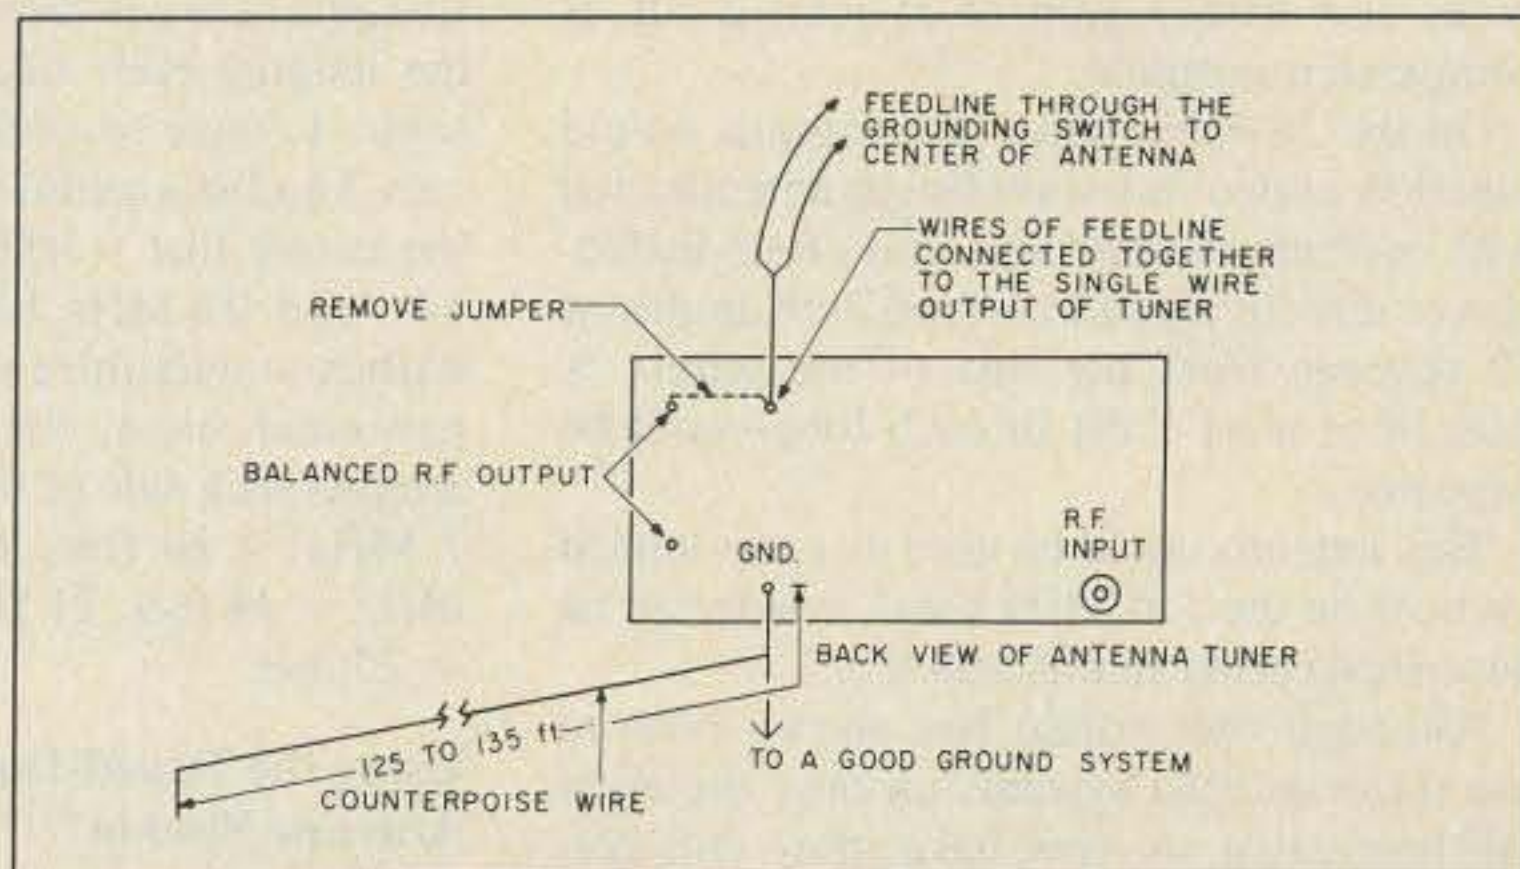 FEEDLINE THROUGH THE
GROUNDING SWITCH TO
CENTER OF ANTENNA
WIRES OF FEEDLINE
CONNECTED TOGETHER
TO THE SINGLE WIRE
OUTPUT OF TUNER
REMOVE JUMPER
BALANCED R.F. OUTPUT
GND.
R.F.
INPUT
BACK VIEW OF ANTENNA TUNER
125 TO 135 ft
TO A GOOD GROUND SYSTEM
COUNTERPOISE WIRE